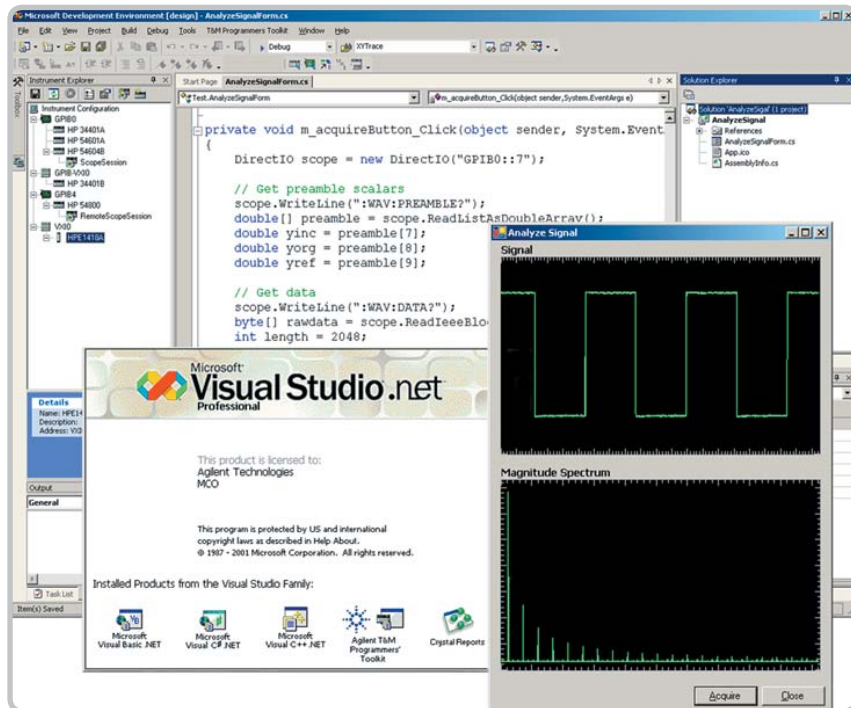 Microsoft Development Environment [design] - AnalyzeSignalForm.cs
File Edit View Project Build Debug Tools T&M Programmers Toolkit Window Help
Debug
XYTrace
Toolbox
Instrument Explorer
Instrument Configuration
GPIB0
HP 34401A
HP 54601A
HP 54604B
ScopeSession
GPIB-VXI0
HP 34401B
GPIB4
HP 54800
RemoteScopeSession
VXI0
HPE1418A
Details
Name: HPE14
Description:
Address: VXI0
Output
General
Task List
Item(s) Saved
Start Page AnalyzeSignalForm.cs
Test.AnalyzeSignalForm
m_acquireButton_Click(object sender,System.EventArgs e)
private void m_acquireButton_Click(object sender, System.Event
{
DirectIO scope = new DirectIO("GPIB0::7");
// Get preamble scalars
scope.WriteLine(":WAV:PREAMBLE?");
double[] preamble = scope.ReadListAsDoubleArray();
double yinc = preamble[7];
double yorg = preamble[8];
double yref = preamble[9];
// Get data
scope.WriteLine(":WAV:DATA?");
byte[] rawdata = scope.ReadIeeeBlo
int length = 2048;
Solution Explorer
Solution 'AnalyzeSigal' (1 project)
AnalyzeSignal
References
AnalyzeSignalForm.cs
App.ico
AssemblyInfo.cs
Microsoft
Visual Studio.net
Professional
This product is licensed to:
Agilent Technologies
MCO
This program is protected by US and international
copyright laws as described in Help About.
© 1987 - 2001 Microsoft Corporation. All rights reserved.
Installed Products from the Visual Studio Family:
Microsoft
Visual Basic .NET
Microsoft
Visual C# .NET
Microsoft
Visual C++ .NET
Agilent T&M
Programmers'
Toolkit
Crystal Reports
Analyze Signal
Signal
Magnitude Spectrum
Acquire
Close